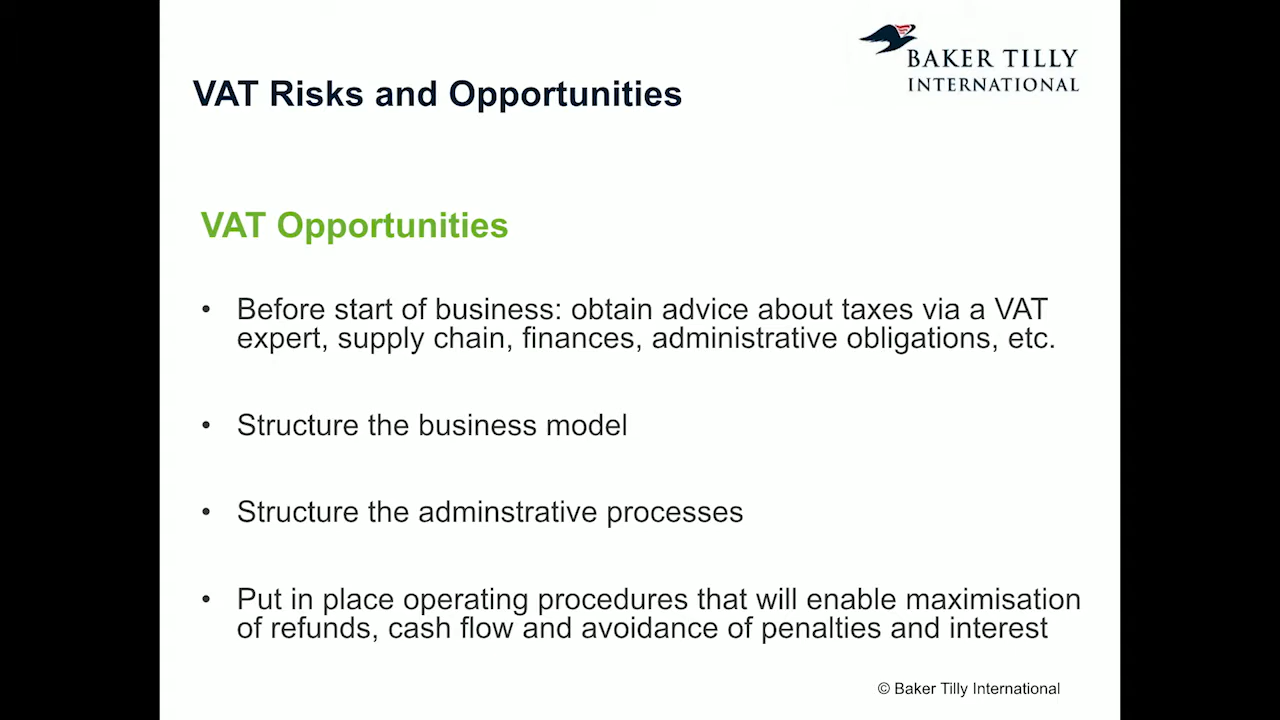 BAKER TILLY
INTERNATIONAL
VAT Risks and Opportunities
VAT Opportunities
• Before start of business: obtain advice about taxes via a VAT
expert, supply chain, finances, administrative obligations, etc.
• Structure the business model
• Structure the adminstrative processes
• Put in place operating procedures that will enable maximisation
of refunds, cash flow and avoidance of penalties and interest
© Baker Tilly International